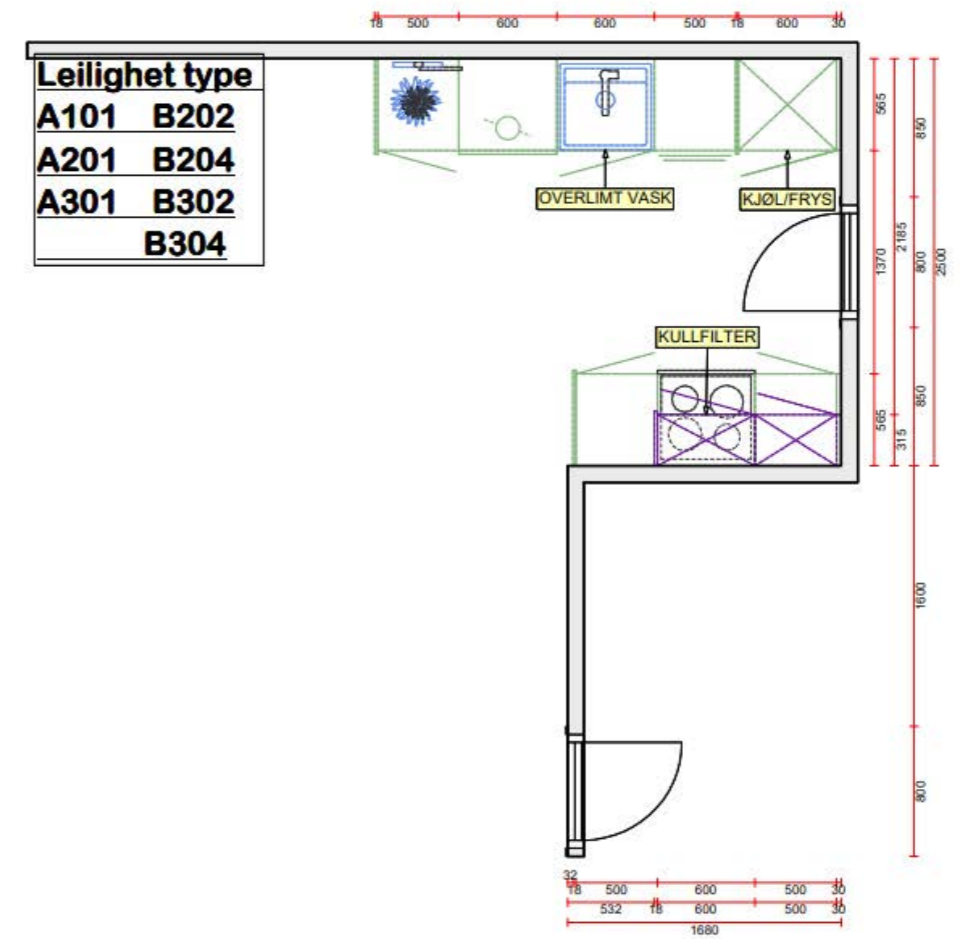 18 500 600 600 500 18 600 30
Leilighet type
A101 B202
A201 B204
A301 B302
B304
OVERLIMT VASK
KJØL/FRYS
KULLFILTER
565
850
1370
2185
800
2500
565
315
850
1600
800
32
18 500 600 500 30
532 18 600 500 30
1680